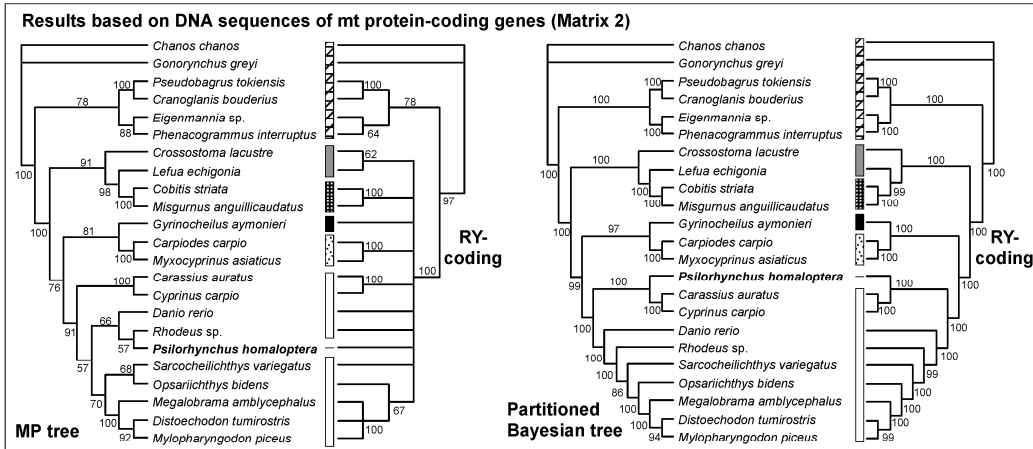 Results based on DNA sequences of mt protein-coding genes (Matrix 2)
Chanos chanos
Gonorynchus greyi
Pseudobagrus tokiensis
Cranoglanis bouderius
Eigenmannia sp.
Phenacogrammus interruptus
Crossostoma lacustre
Lefua echigonia
Cobitis striata
Misgurnus anguillicaudatus
Gyrinocheilus aymonieri
Carpiodes carpio
Myxocyprinus asiaticus
Carassius auratus
Cyprinus carpio
Danio rerio
Rhodeus sp.
Psilorhynchus homaloptera
Sarcocheilichthys variegatus
Opsariichthys bidens
Megalobrama amblycephalus
Distoechodon tumirostris
Mylopharyngodon piceus
100
78
100
88
91
98
100
100
81
100
76
100
91
66
57
57
68
70
100
92
MP tree
100
78
64
62
100
97
100
100
100
67
100
RY-
coding
Chanos chanos
Gonorynchus greyi
Pseudobagrus tokiensis
Cranoglanis bouderius
Eigenmannia sp.
Phenacogrammus interruptus
Crossostoma lacustre
Lefua echigonia
Cobitis striata
Misgurnus anguillicaudatus
Gyrinocheilus aymonieri
Carpiodes carpio
Myxocyprinus asiaticus
Psilorhynchus homaloptera
Carassius auratus
Cyprinus carpio
Danio rerio
Rhodeus sp.
Sarcocheilichthys variegatus
Opsariichthys bidens
Megalobrama amblycephalus
Distoechodon tumirostris
Mylopharyngodon piceus
100
100
100
100
100
100
100
100
97
100
99
100
100
100
100
86
100
100
94
Partitioned
Bayesian tree
100
100
100
100
99
100
100
100
100
100
100
100
100
99
100
100
100
99
RY-
coding